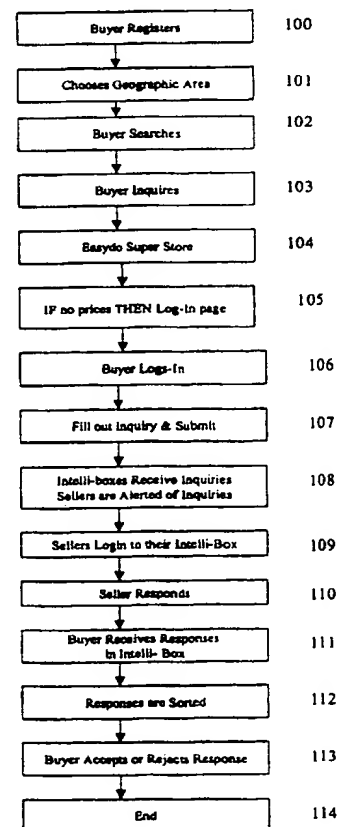 Buyer Registers 100
Chooses Geographic Area 101
Buyer Searches 102
Buyer Inquires 103
Easydo Super Store 104
IF no prices THEN Log-In page 105
Buyer Logs-In 106
Fill out Inquiry & Submit 107
Intelli-boxes Receive Inquiries 108
Sellers are Alerted of Inquiries
Sellers Login to their Intelli-Box 109
Seller Responds 110
Buyer Receives Responses 111
in Intelli- Box
Responses are Sorted 112
Buyer Accepts or Rejects Response 113
End 114